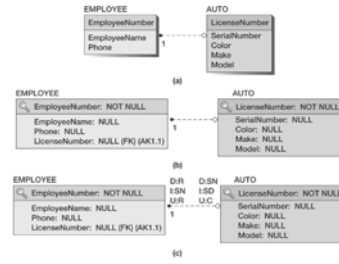 EMPLOYEE
AUTO
EmployeeNumber
LicenseNumber
EmployeeName
Phone
SerialNumber
Color
Make
Model
1
(a)
EMPLOYEE
AUTO
EmployeeNumber: NOT NULL
LicenseNumber: NOT NULL
EmployeeName: NULL
Phone: NULL
LicenseNumber: NULL (FK) (AK1.1)
SerialNumber: NULL
Color: NULL
Make: NULL
Model: NULL
1
(b)
EMPLOYEE
D:R
I:SN
U:R
D:SN
I:SD
U:C
AUTO
EmployeeNumber: NOT NULL
LicenseNumber: NOT NULL
EmployeeName: NULL
Phone: NULL
LicenseNumber: NULL (FK) (AK1.1)
1
SerialNumber: NULL
Color: NULL
Make: NULL
Model: NULL
(c)